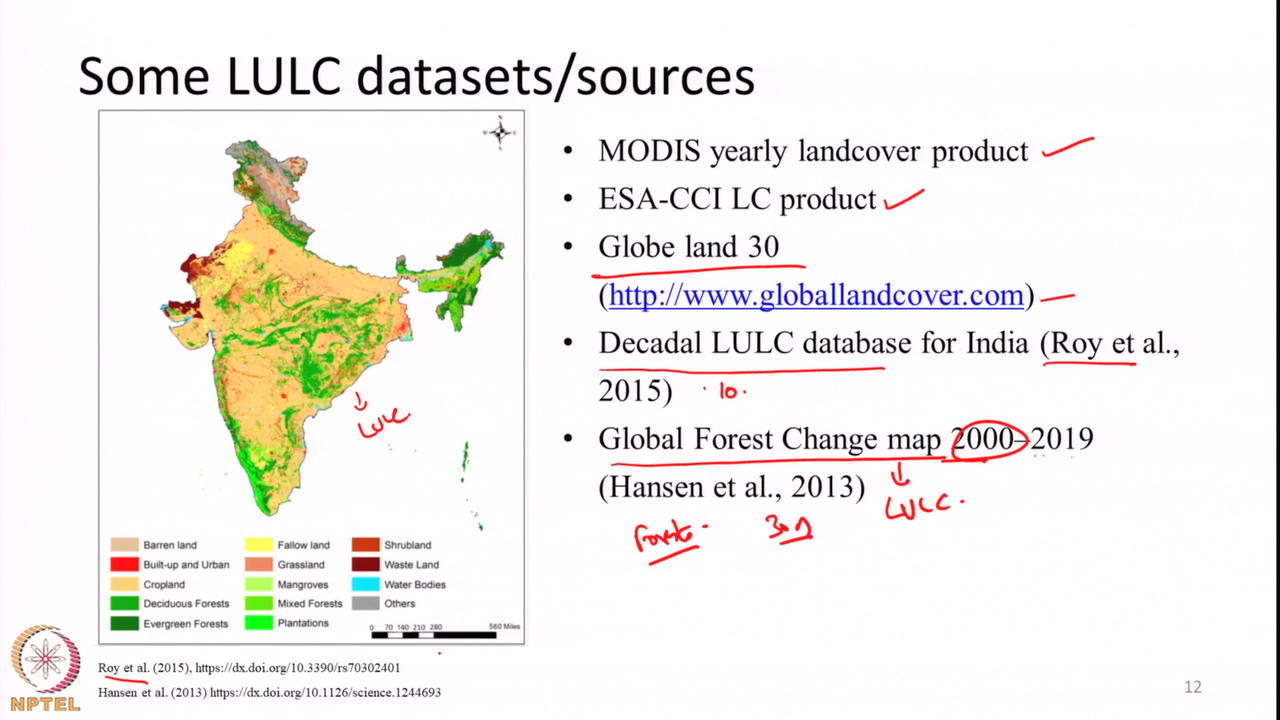 Some LULC datasets/sources
N
W
E
S
LULC
Barren land
Built-up and Urban
Cropland
Deciduous Forests
Evergreen Forests
Fallow land
Grassland
Mangroves
Mixed Forests
Plantations
Shrubland
Waste Land
Water Bodies
Others
0 70 140 210 280 560 Miles
• MODIS yearly landcover product
• ESA-CCI LC product
• Globe land 30
(http://www.globallandcover.com)
• Decadal LULC database for India (Roy et al.,
2015) 10
• Global Forest Change map 2000–2019
(Hansen et al., 2013)
LULC
Forests
Roy et al. (2015), https://dx.doi.org/10.3390/rs70302401
Hansen et al. (2013) https://dx.doi.org/10.1126/science.1244693
NPTEL
12